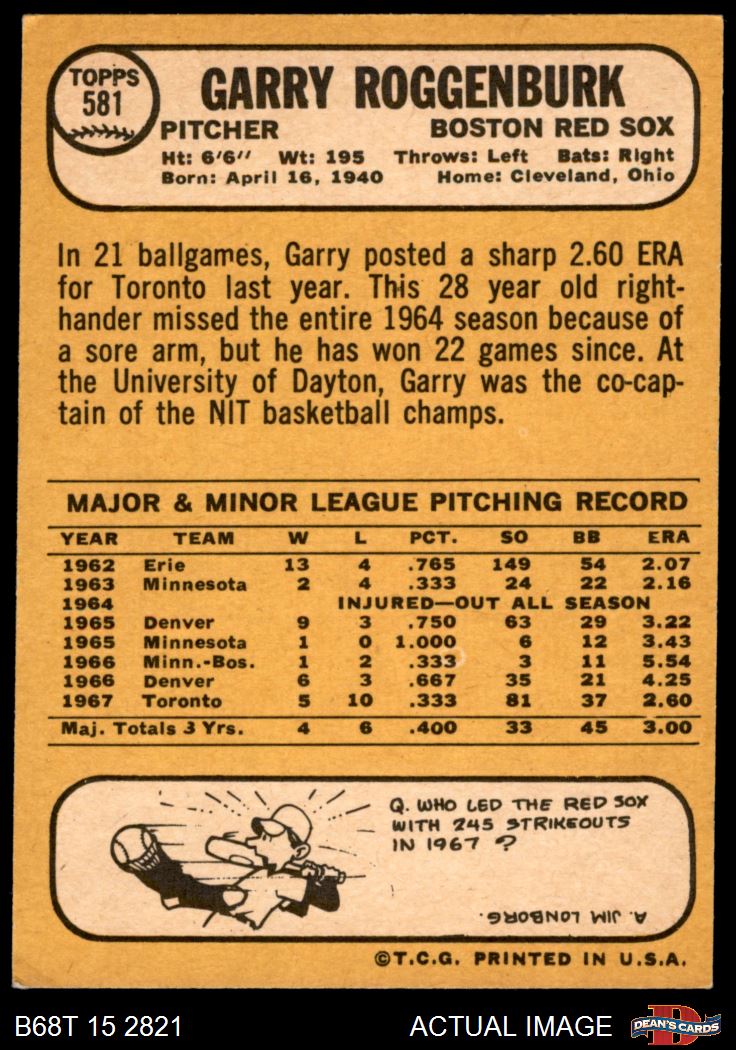 TOPPS
581
GARRY ROGGENBURK
PITCHER BOSTON RED SOX
Ht: 6'6" Wt: 195 Throws: Left Bats: Right
Born: April 16, 1940 Home: Cleveland, Ohio
In 21 ballgames, Garry posted a sharp 2.60 ERA
for Toronto last year. This 28 year old right-
hander missed the entire 1964 season because of
a sore arm, but he has won 22 games since. At
the University of Dayton, Garry was the co-cap-
tain of the NIT basketball champs.
MAJOR & MINOR LEAGUE PITCHING RECORD
YEAR TEAM W L PCT. SO BB ERA
1962 Erie 13 4 .765 149 54 2.07
1963 Minnesota 2 4 .333 24 22 2.16
1964 INJURED—OUT ALL SEASON
1965 Denver 9 3 .750 63 29 3.22
1965 Minnesota 1 0 1.000 6 12 3.43
1966 Minn.-Bos. 1 2 .333 3 11 5.54
1966 Denver 6 3 .667 35 21 4.25
1967 Toronto 5 10 .333 81 37 2.60
Maj. Totals 3 Yrs. 4 6 .400 33 45 3.00
Q. WHO LED THE RED SOX
WITH 245 STRIKEOUTS
IN 1967 ?
A. JIM LONBORG.
©T.C.G. PRINTED IN U.S.A.
B68T 15 2821 ACTUAL IMAGE
D
DEAN'S CARDS